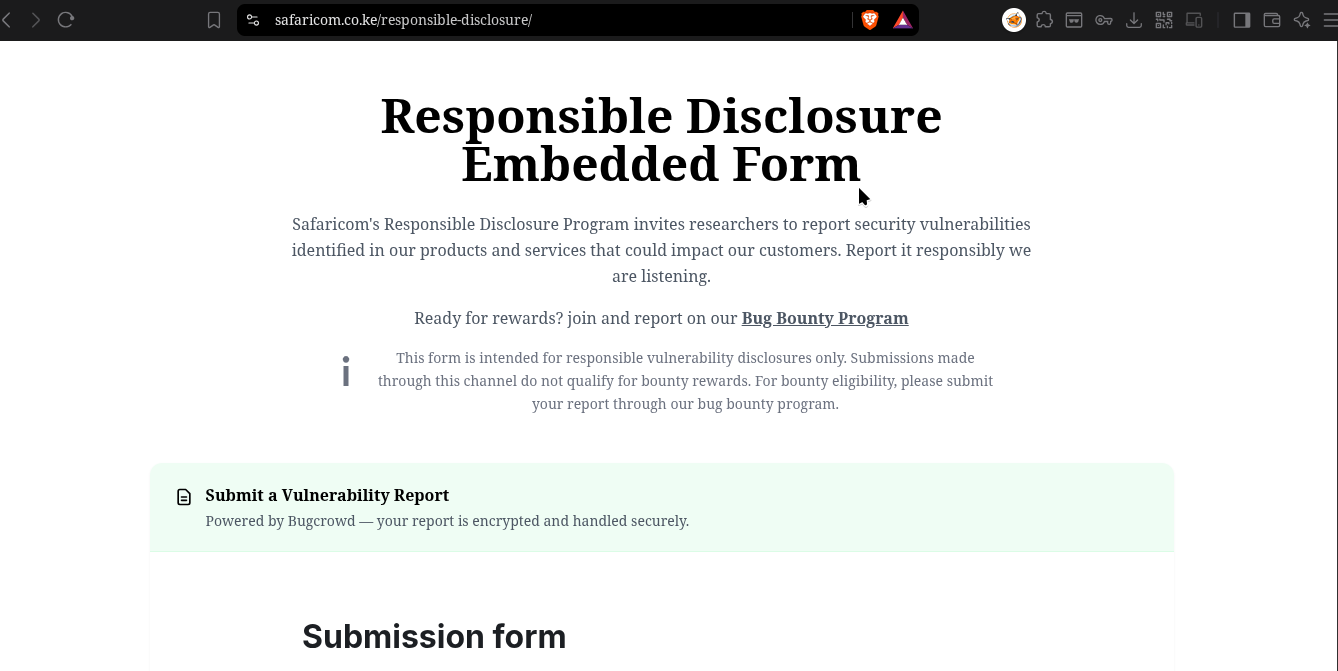 safaricom.co.ke/responsible-disclosure/
Responsible Disclosure
Embedded Form
Safaricom's Responsible Disclosure Program invites researchers to report security vulnerabilities
identified in our products and services that could impact our customers. Report it responsibly we
are listening.
Ready for rewards? join and report on our Bug Bounty Program
i
This form is intended for responsible vulnerability disclosures only. Submissions made
through this channel do not qualify for bounty rewards. For bounty eligibility, please submit
your report through our bug bounty program.
Submit a Vulnerability Report
Powered by Bugcrowd — your report is encrypted and handled securely.
Submission form